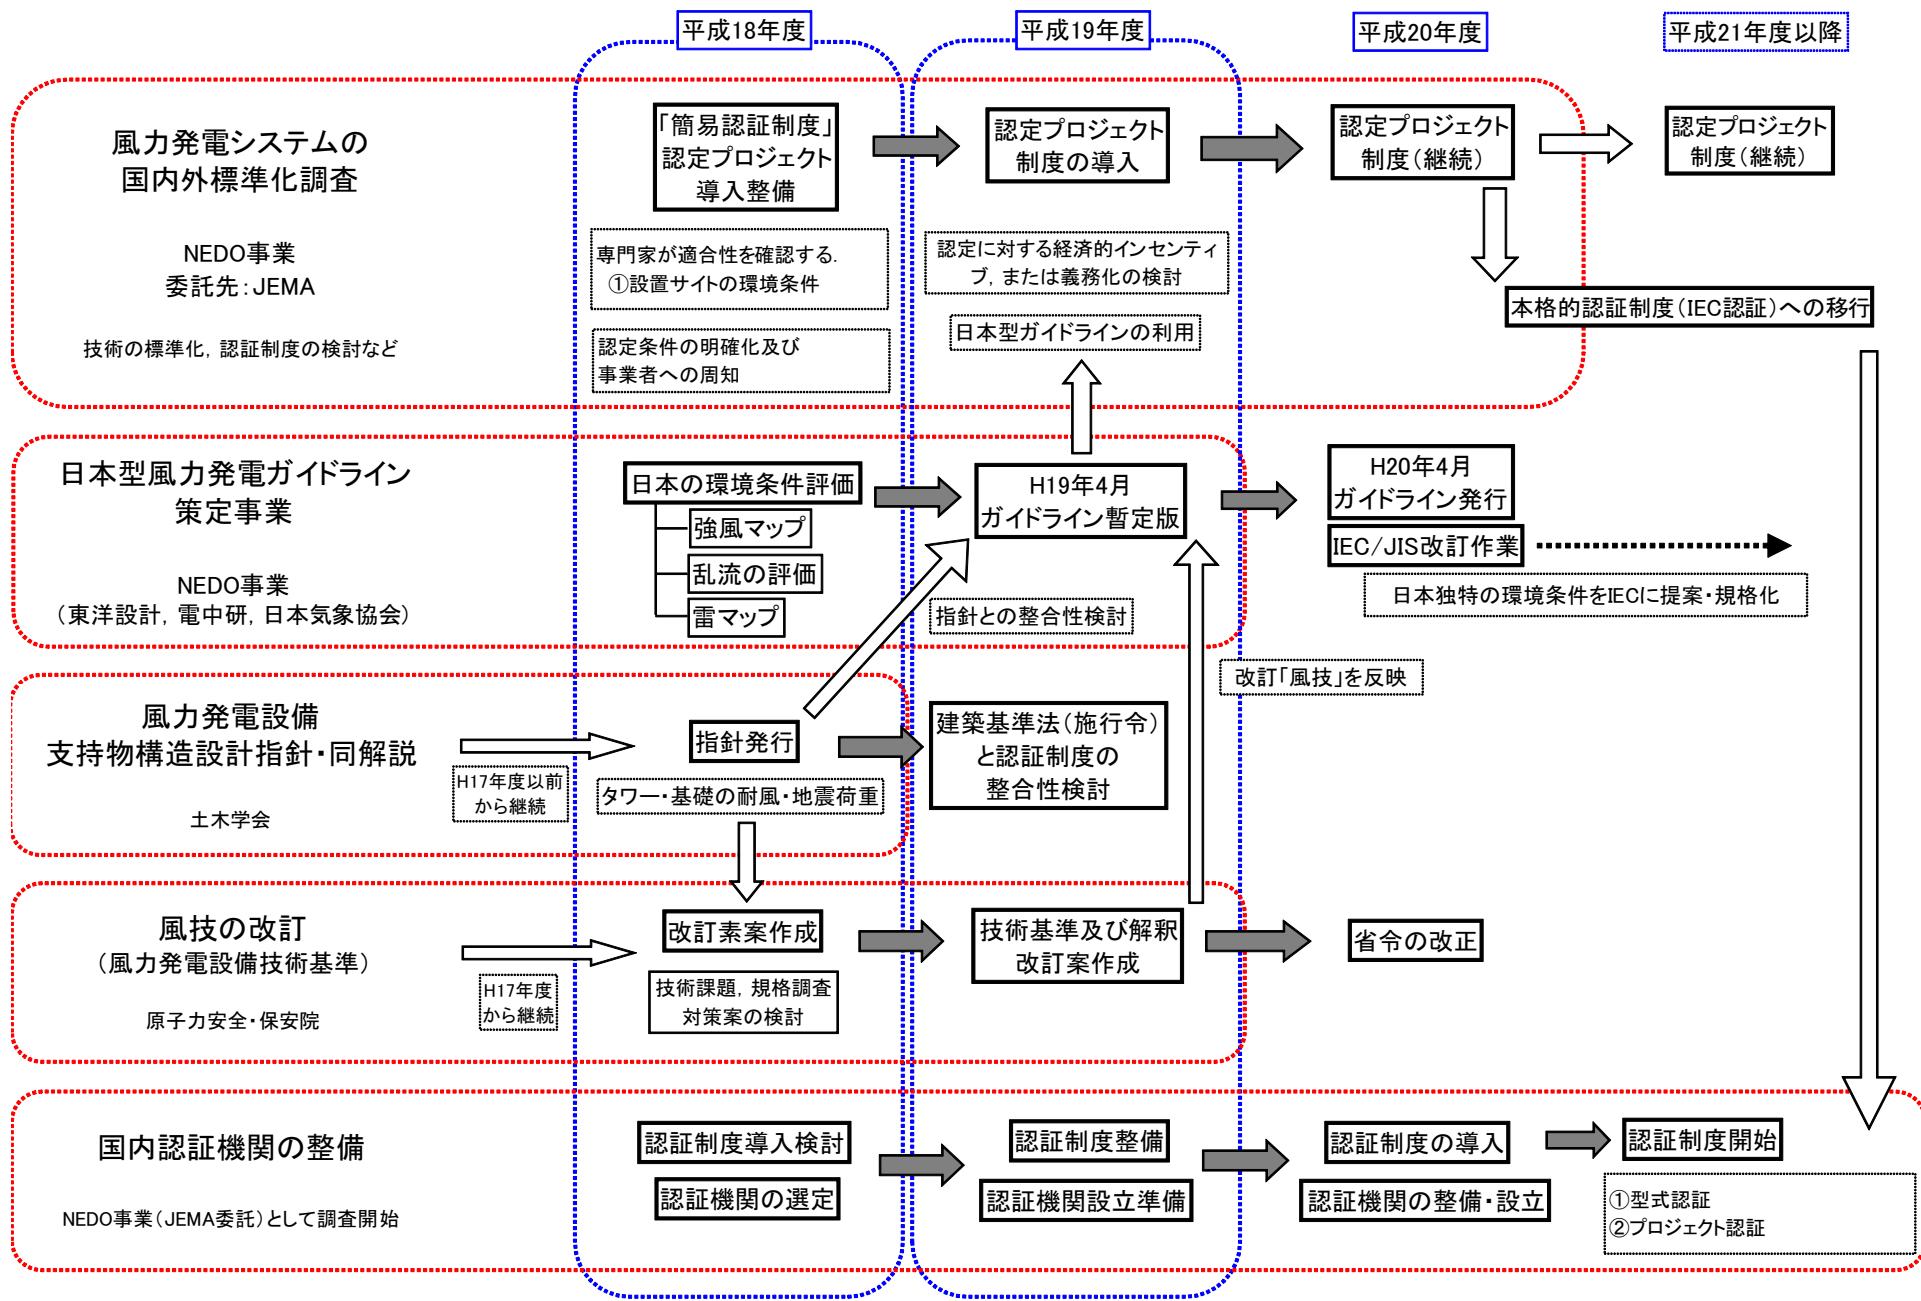 平成18年度
平成19年度
平成20年度
平成21年度以降
風力発電システムの
国内外標準化調査
NEDO事業
委託先:JEMA
技術の標準化, 認証制度の検討など
「簡易認証制度」
認定プロジェクト
導入整備
認定プロジェクト
制度の導入
認定プロジェクト
制度(継続)
認定プロジェクト
制度(継続)
専門家が適合性を確認する.
①設置サイトの環境条件
認定に対する経済的インセンティ
ブ, または義務化の検討
本格的認証制度(IEC認証)への移行
認定条件の明確化及び
事業者への周知
日本型ガイドラインの利用
日本型風力発電ガイドライン
策定事業
NEDO事業
(東洋設計, 電中研, 日本気象協会)
日本の環境条件評価
強風マップ
乱流の評価
雷マップ
H19年4月
ガイドライン暫定版
H20年4月
ガイドライン発行
IEC/JIS改訂作業
日本独特の環境条件をIECに提案・規格化
指針との整合性検討
改訂「風技」を反映
風力発電設備
支持物構造設計指針・同解説
土木学会
H17年度以前
から継続
指針発行
タワー・基礎の耐風・地震荷重
建築基準法(施行令)
と認証制度の
整合性検討
風技の改訂
(風力発電設備技術基準)
原子力安全・保安院
H17年度
から継続
改訂素案作成
技術課題, 規格調査
対策案の検討
技術基準及び解釈
改訂案作成
省令の改正
国内認証機関の整備
NEDO事業(JEMA委託)として調査開始
認証制度導入検討
認証機関の選定
認証制度整備
認証機関設立準備
認証制度の導入
認証機関の整備・設立
認証制度開始
①型式認証
②プロジェクト認証